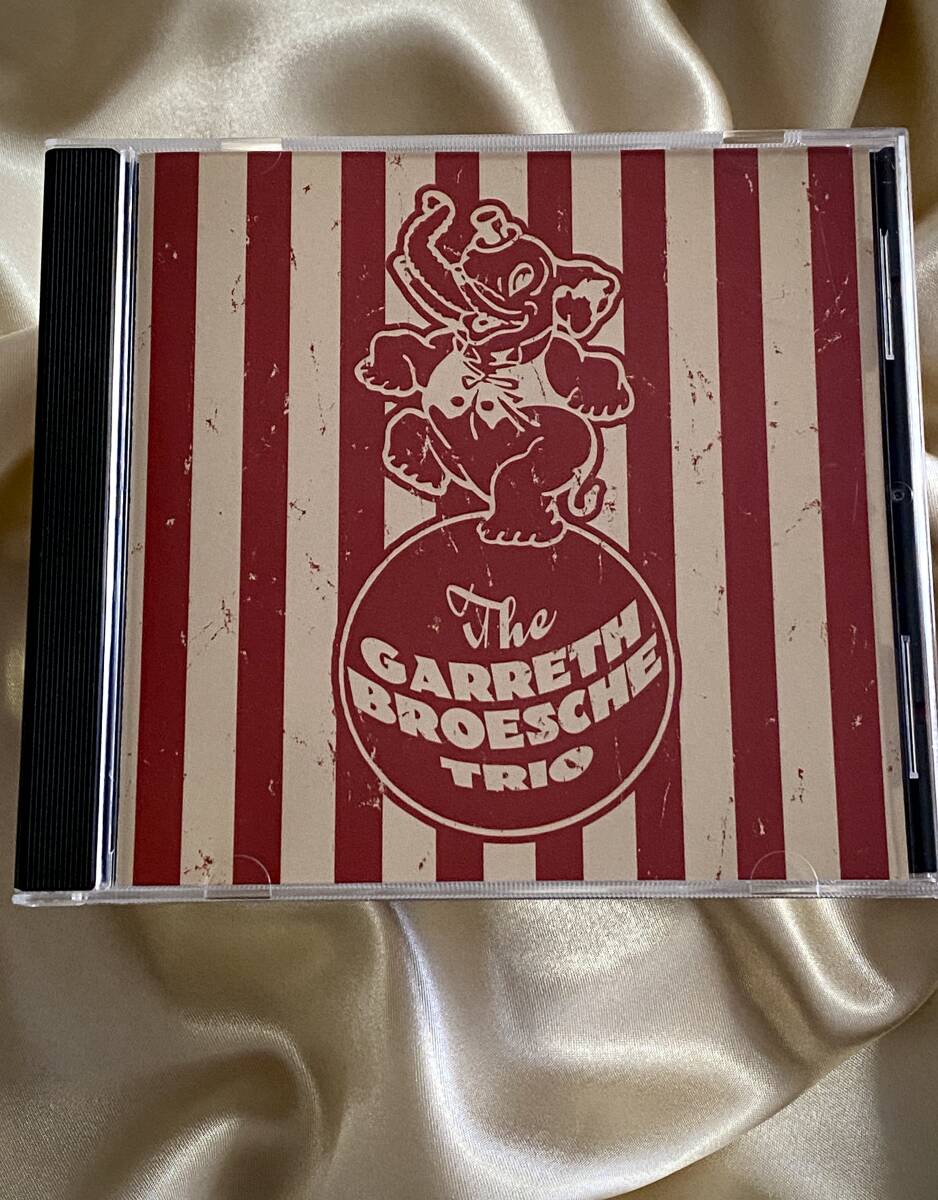 The
GARRETH
BROESCHE
TRIO